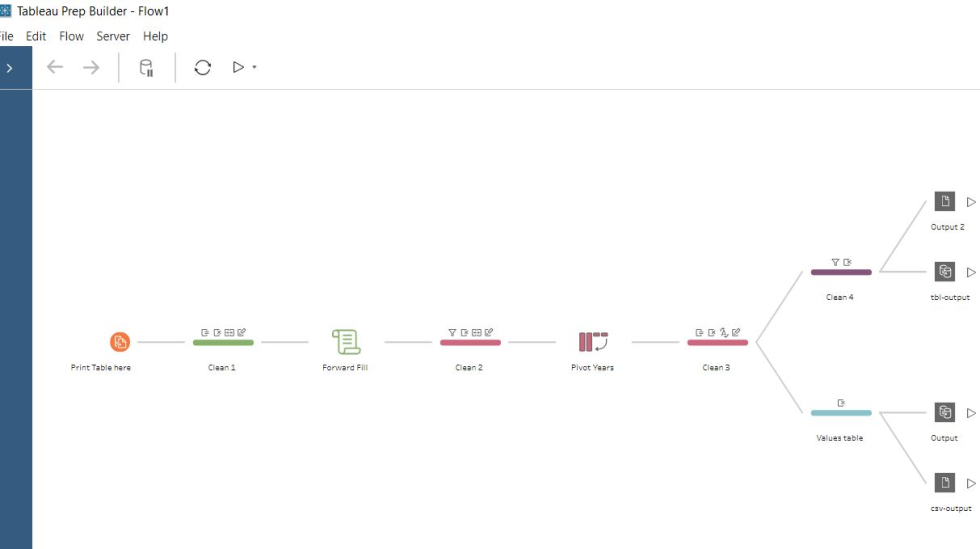 Tableau Prep Builder - Flow1
File Edit Flow Server Help
Output 2
Clean 4
tbl-output
Print Table here
Clean 1
Forward Fill
Clean 2
Pivot Years
Clean 3
Values table
Output
csv-output